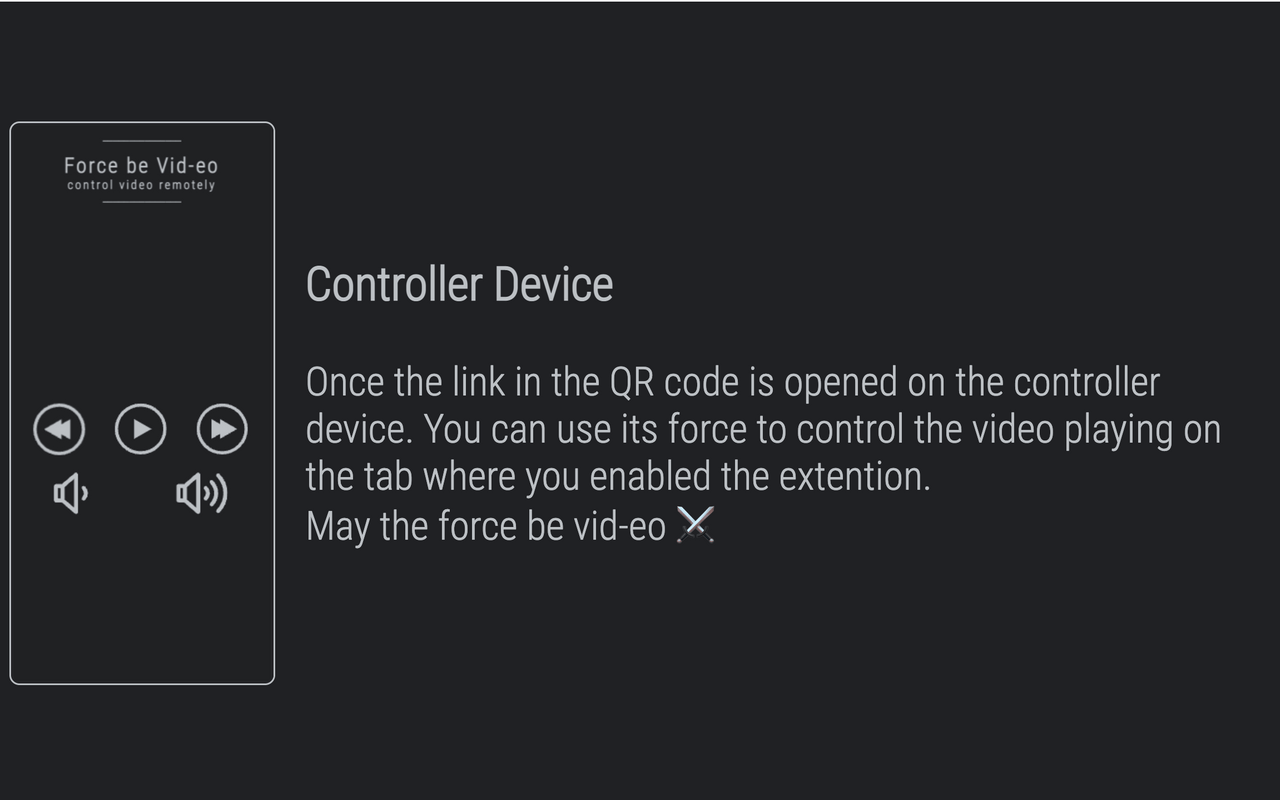 Force be Vid-eo
control video remotely
Controller Device
Once the link in the QR code is opened on the controller
device. You can use its force to control the video playing on
the tab where you enabled the extention.
May the force be vid-eo ⚔️